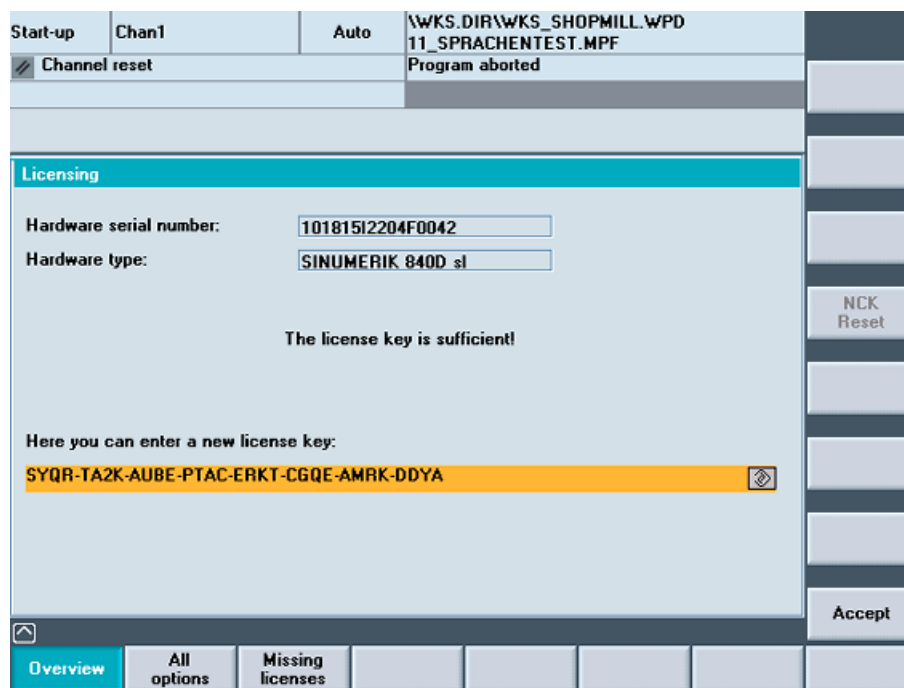 Start-up Chan1 Auto \WKS.DIR\WKS_SHOPMILL.WPD
11_SPRACHENTEST.MPF
Channel reset Program aborted
Licensing
Hardware serial number: 101815I2204F0042
Hardware type: SINUMERIK 840D sl
NCK
Reset
The license key is sufficient!
Here you can enter a new license key:
SYQR-TA2K-AUBE-PTAC-ERKT-CGQE-AMRK-DDYA
Accept
Overview
All
options
Missing
licenses